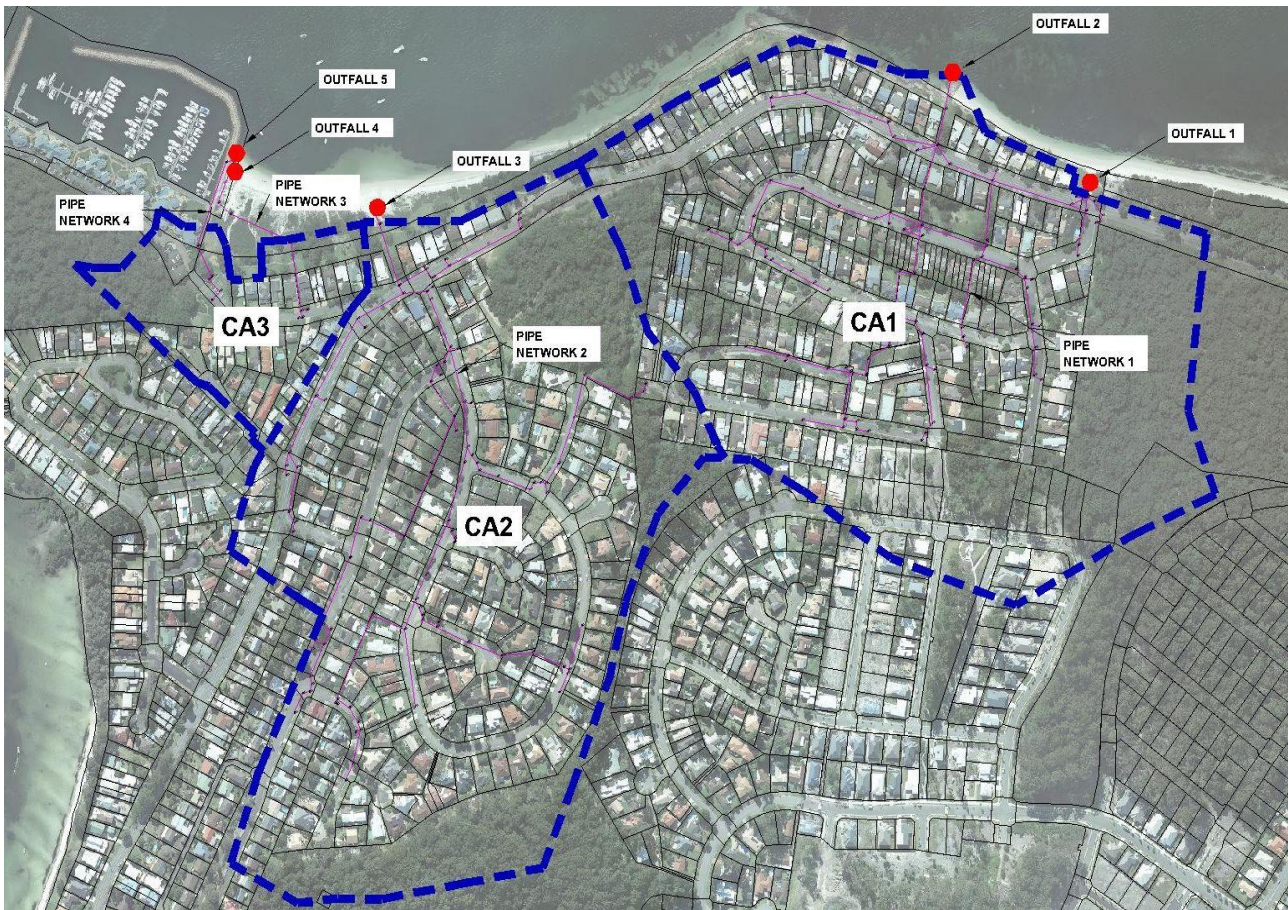 OUTFALL 2
OUTFALL 5
OUTFALL 4
OUTFALL 1
OUTFALL 3
PIPE
NETWORK 3
PIPE
NETWORK 4
CA3
CA1
PIPE
NETWORK 2
PIPE
NETWORK 1
CA2